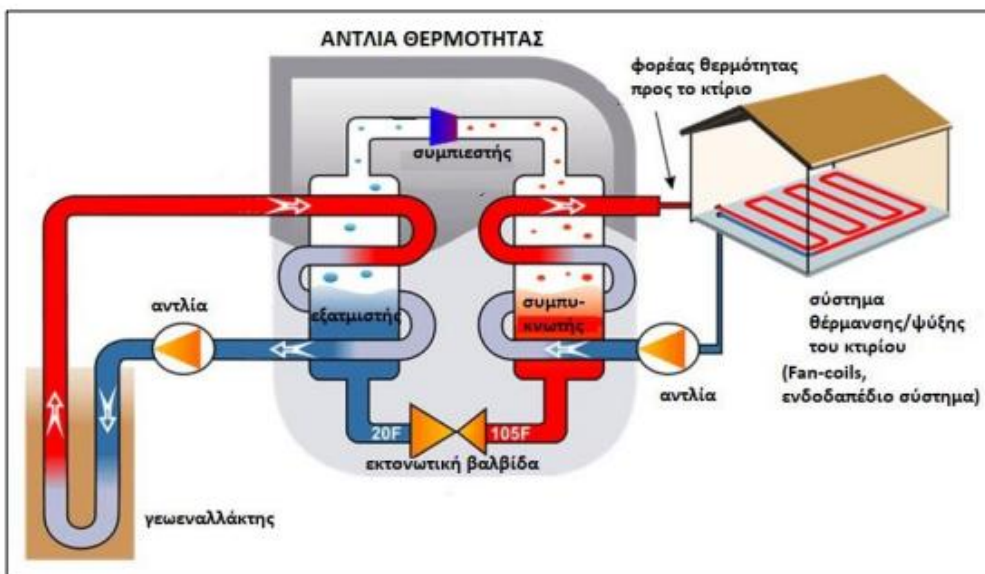 ΑΝΤΛΙΑ ΘΕΡΜΟΤΗΤΑΣ
φορέας θερμότητας
προς το κτίριο
συμπιεστής
αντλία
εξατμιστής
συμπυ-
κνωτής
σύστημα
θέρμανσης/ψύξης
του κτιρίου
(Fan-coils,
ενδοδαπέδιο σύστημα)
αντλία
20F
105F
εκτονωτική βαλβίδα
γεωεναλλάκτης